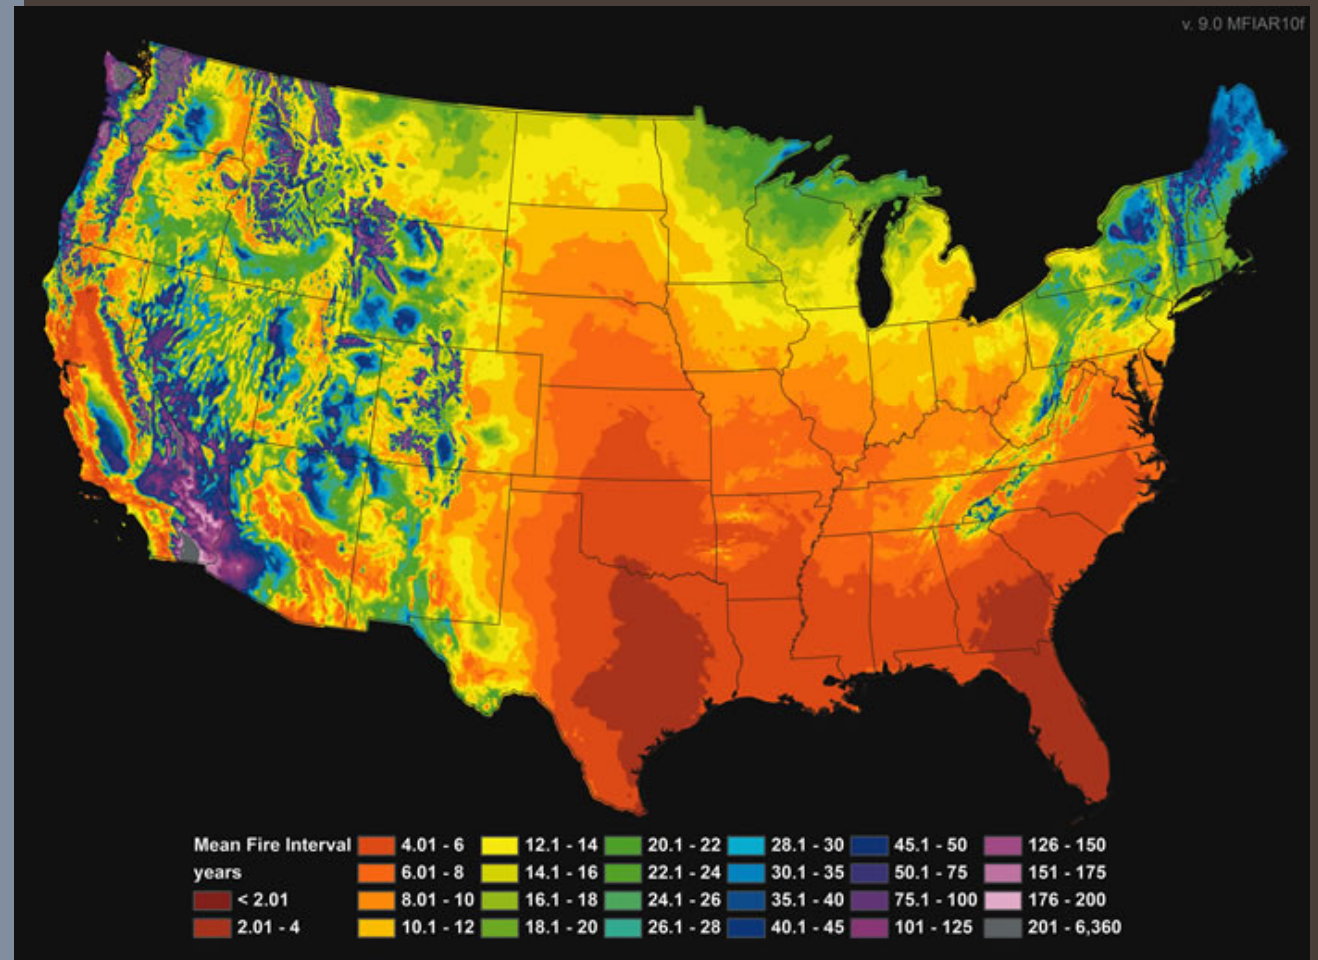 v. 9.0 MFIAR10f
Mean Fire Interval
years
< 2.01
2.01 - 4
4.01 - 6
6.01 - 8
8.01 - 10
10.1 - 12
12.1 - 14
14.1 - 16
16.1 - 18
18.1 - 20
20.1 - 22
22.1 - 24
24.1 - 26
26.1 - 28
28.1 - 30
30.1 - 35
35.1 - 40
40.1 - 45
45.1 - 50
50.1 - 75
75.1 - 100
101 - 125
126 - 150
151 - 175
176 - 200
201 - 6,360